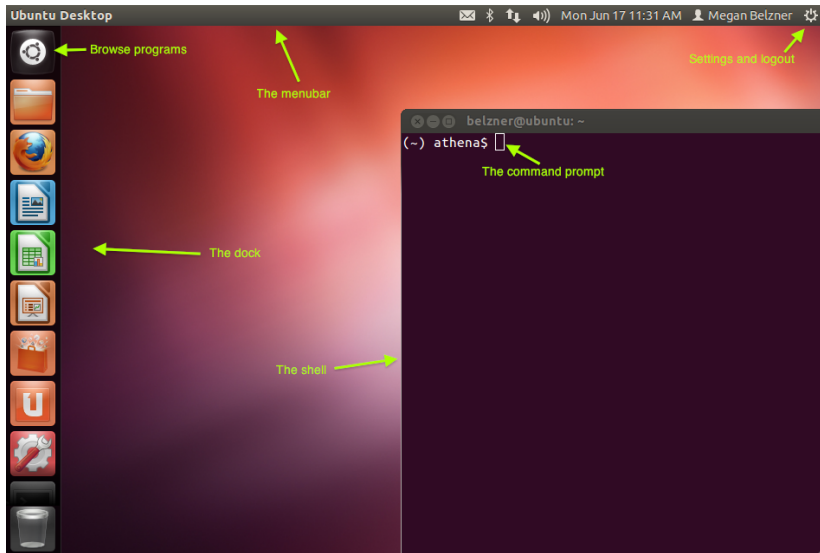 Ubuntu Desktop
Mon Jun 17 11:31 AM Megan Belzner
Browse programs
Settings and logout
The menubar
belzner@ubuntu: ~
(~) athena$
The command prompt
The dock
The shell
U